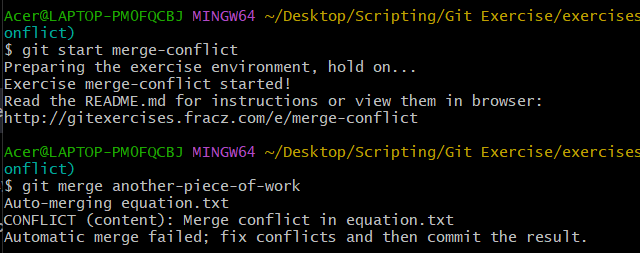 Acer@LAPTOP-PM0FQCBJ MINGW64 ~/Desktop/Scripting/Git Exercise/exercises
onflict)
$ git start merge-conflict
Preparing the exercise environment, hold on...
Exercise merge-conflict started!
Read the README.md for instructions or view them in browser:
http://gitexercises.fracz.com/e/merge-conflict
Acer@LAPTOP-PM0FQCBJ MINGW64 ~/Desktop/Scripting/Git Exercise/exercises
onflict)
$ git merge another-piece-of-work
Auto-merging equation.txt
CONFLICT (content): Merge conflict in equation.txt
Automatic merge failed; fix conflicts and then commit the result.